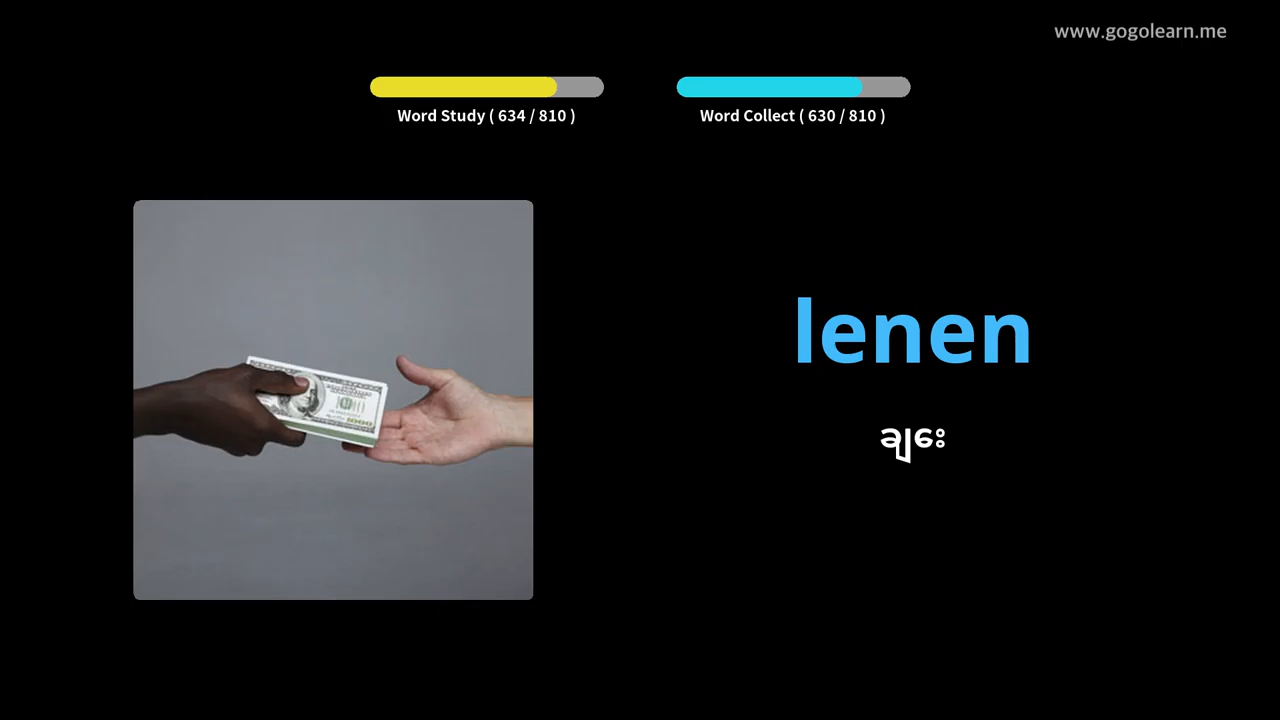 www.gogolearn.me
Word Study ( 634 / 810 )
Word Collect ( 630 / 810 )
lenen
ချေး